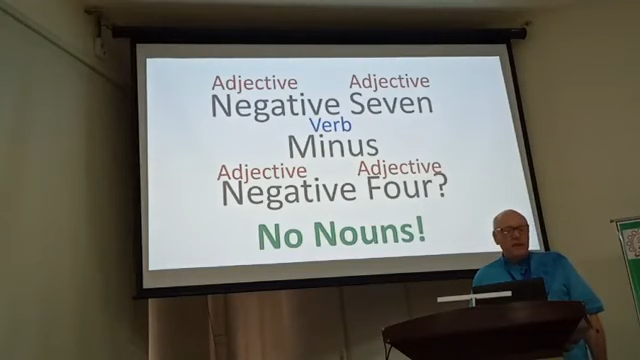 Adjective Adjective
Negative Seven
Verb
Minus
Adjective Adjective
Negative Four?
No Nouns!